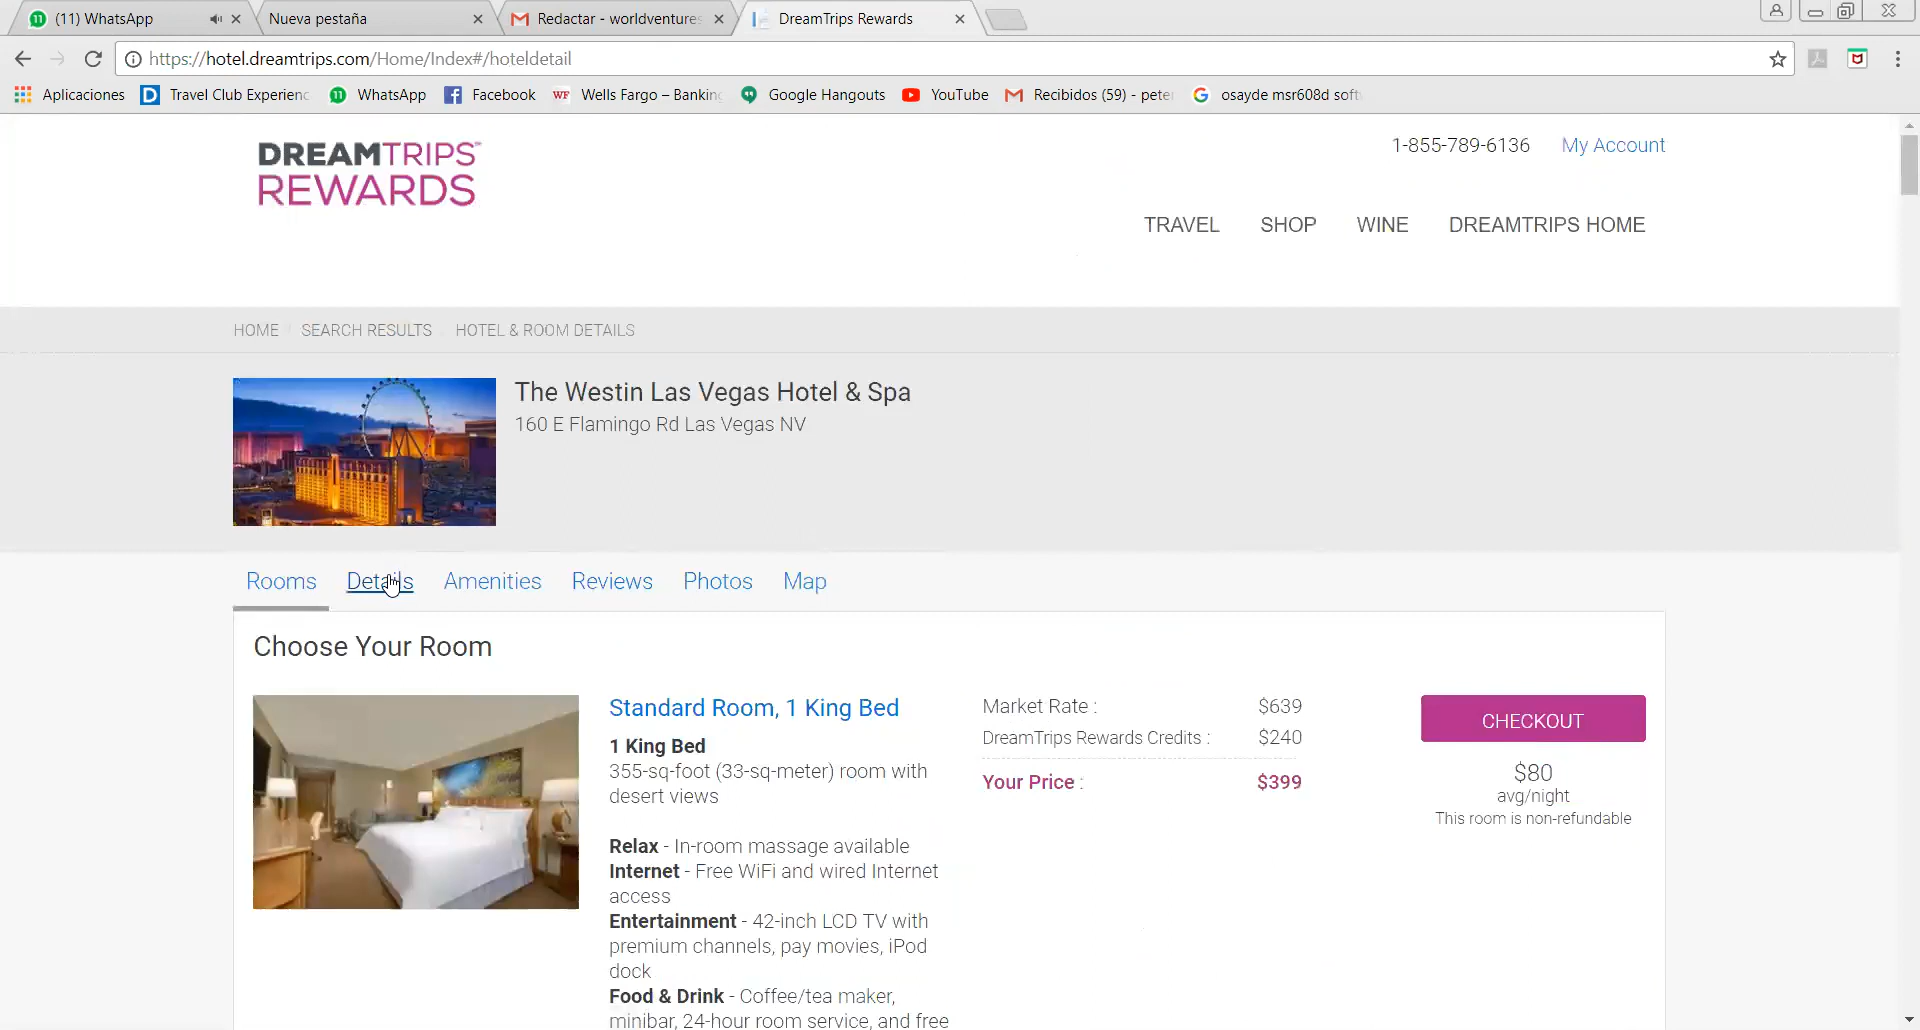 (11) WhatsApp
Nueva pestaña
Redactar - worldventures
DreamTrips Rewards
https://hotel.dreamtrips.com/Home/Index#/hoteldetail
Aplicaciones
Travel Club Experienc
WhatsApp
Facebook
Wells Fargo – Banking
Google Hangouts
YouTube
Recibidos (59) - pete
osayde msr608d soft
DREAMTRIPS™
REWARDS
1-855-789-6136
My Account
TRAVEL
SHOP
WINE
DREAMTRIPS HOME
HOME
SEARCH RESULTS
HOTEL & ROOM DETAILS
The Westin Las Vegas Hotel & Spa
160 E Flamingo Rd Las Vegas NV
Rooms
Details
Amenities
Reviews
Photos
Map
Choose Your Room
Standard Room, 1 King Bed
1 King Bed
355-sq-foot (33-sq-meter) room with
desert views
Relax - In-room massage available
Internet - Free WiFi and wired Internet
access
Entertainment - 42-inch LCD TV with
premium channels, pay movies, iPod
dock
Food & Drink - Coffee/tea maker,
minibar, 24-hour room service, and free
Market Rate : $639
DreamTrips Rewards Credits : $240
Your Price : $399
CHECKOUT
$80
avg/night
This room is non-refundable